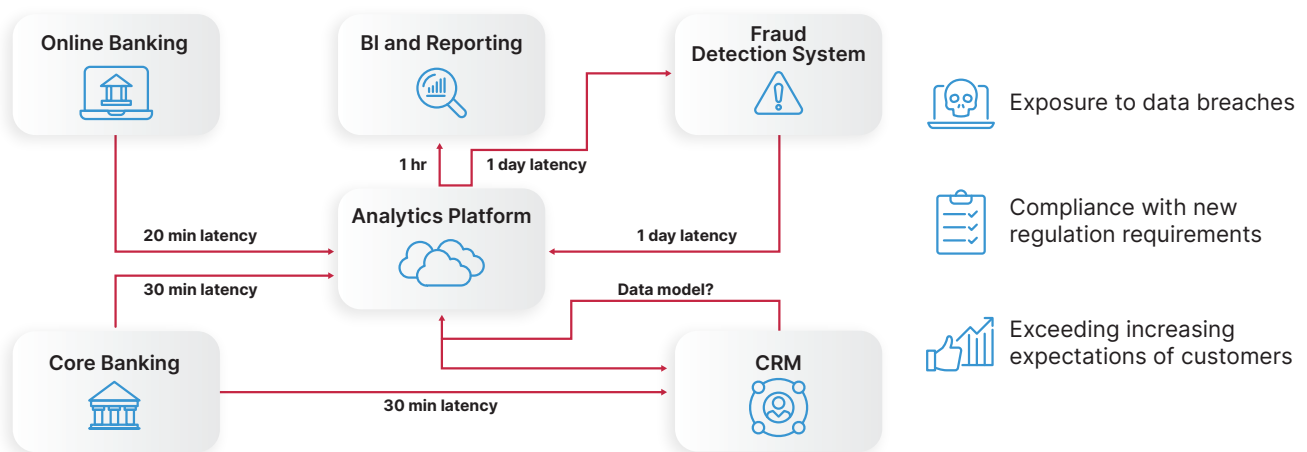 Online Banking
BI and Reporting
Fraud
Detection System
Exposure to data breaches
1 hr
1 day latency
Analytics Platform
Compliance with new
regulation requirements
20 min latency
1 day latency
30 min latency
Data model?
Exceeding increasing
expectations of customers
Core Banking
CRM
30 min latency